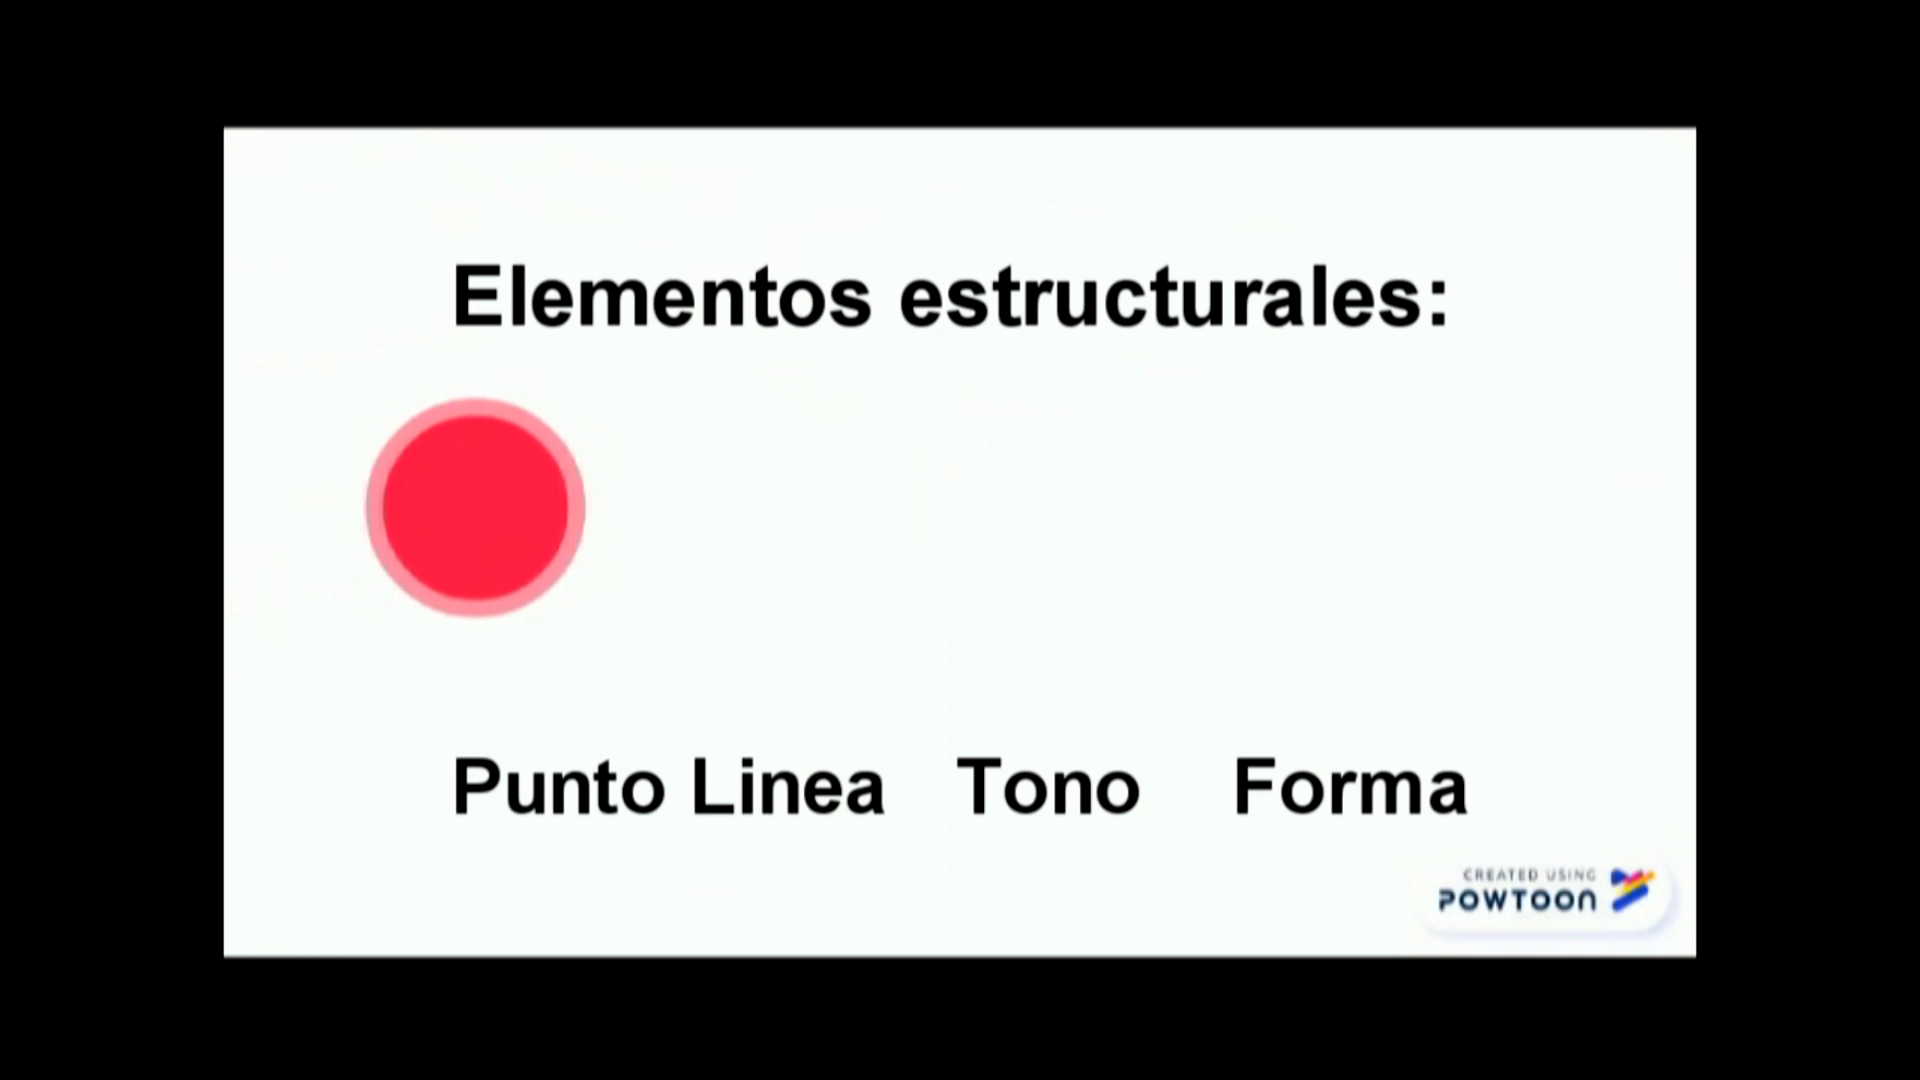 Elementos estructurales:
Punto Linea Tono Forma
CREATED USING
POWTOON